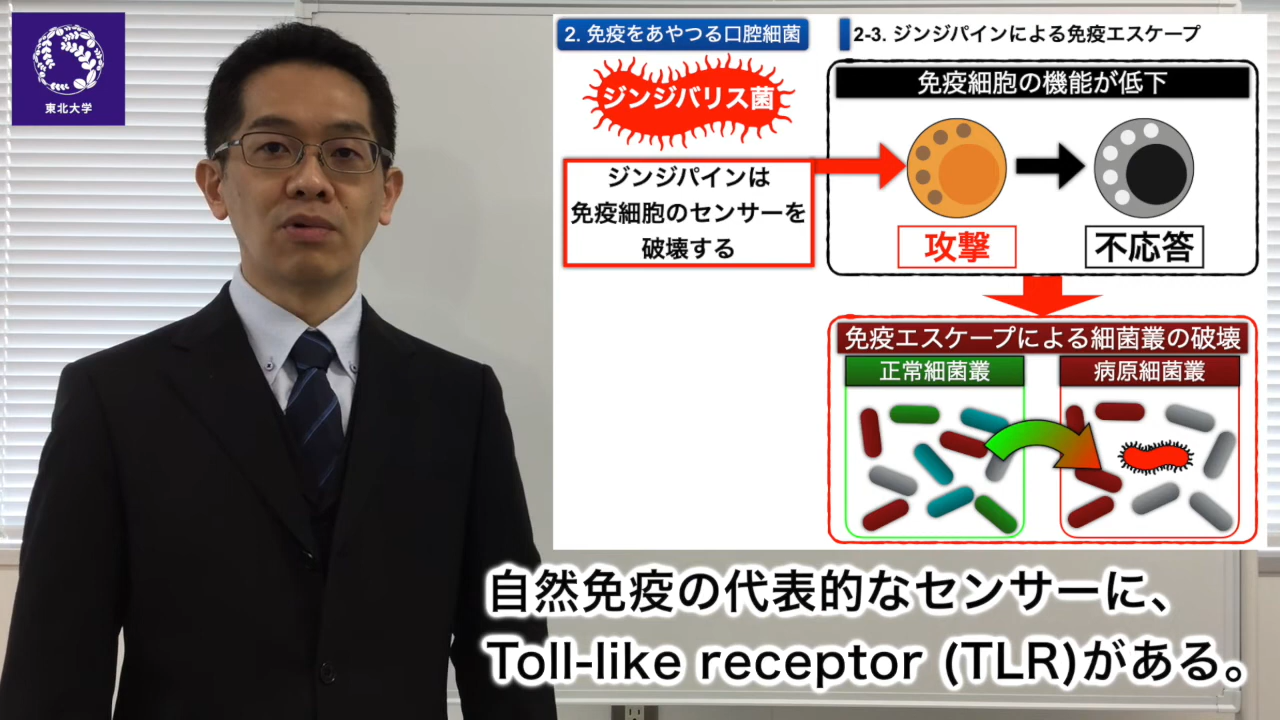 東北大学
2. 免疫をあやつる口腔細菌
2-3. ジンジパインによる免疫エスケープ
ジンジバリス菌
ジンジパインは
免疫細胞のセンサーを
破壊する
免疫細胞の機能が低下
攻撃
不応答
免疫エスケープによる細菌叢の破壊
正常細菌叢
病原細菌叢
自然免疫の代表的なセンサーに、
Toll-like receptor (TLR)がある。